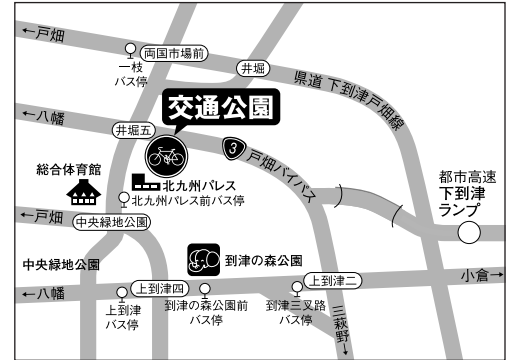 ←戸畑
両国市場前
一枝
バス停
井堀
県道 下到津戸畑線
←八幡
交通公園
井堀五
3
戸畑バイパス
総合体育館
北九州パレス
北九州パレス前バス停
都市高速
下到津
ランプ
←戸畑
中央緑地公園
中央緑地公園
到津の森公園
小倉→
←八幡
上到津四
上到津二
上到津
バス停
到津の森公園前
バス停
到津三叉路
バス停
三萩野→